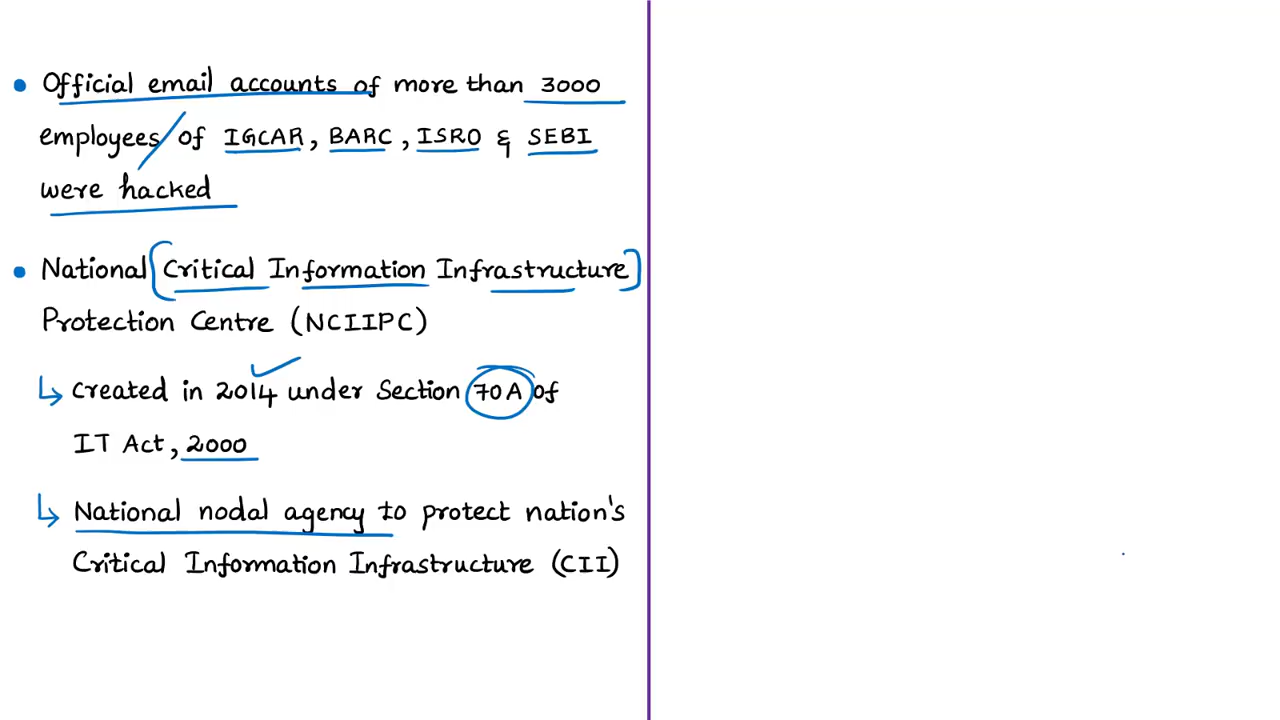 • Official email accounts of more than 3000
employees of IGCAR, BARC, ISRO & SEBI
were hacked
• National [Critical Information Infrastructure]
Protection Centre (NCIIPC)
↳ Created in 2014 under Section 70A of
IT Act, 2000
↳ National nodal agency to protect nation's
Critical Information Infrastructure (CII)